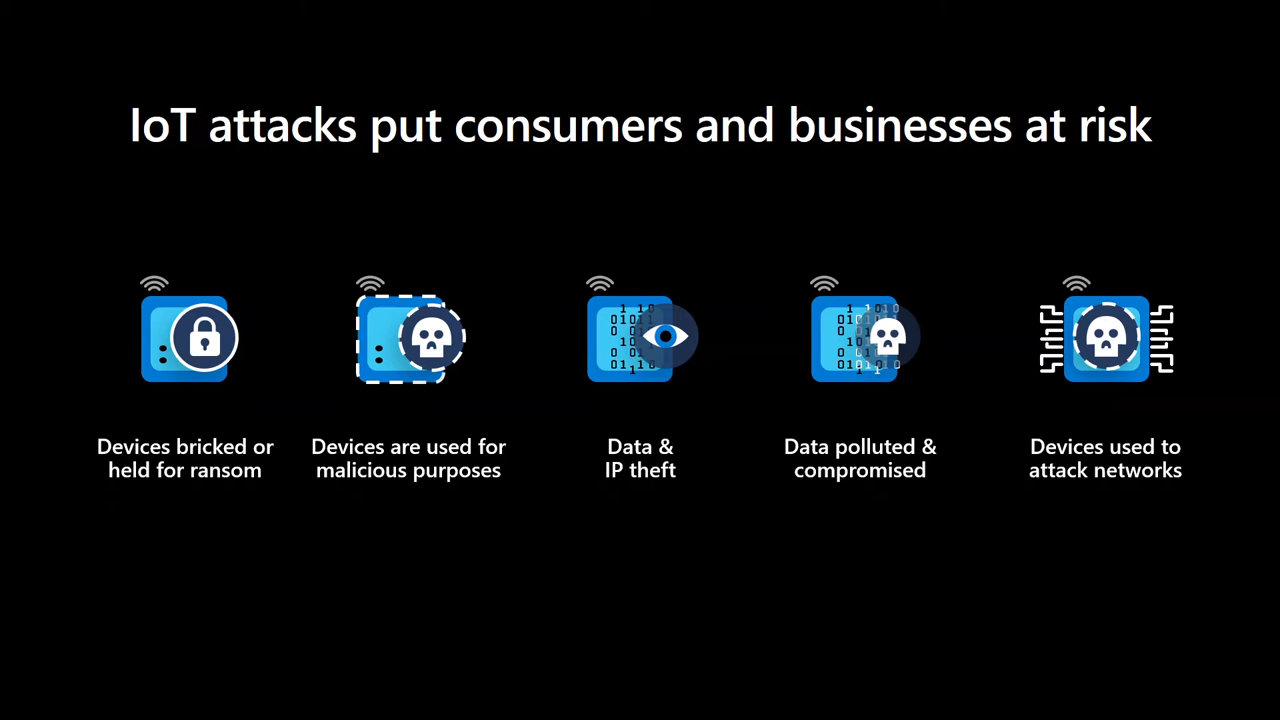 IoT attacks put consumers and businesses at risk
Devices bricked or
held for ransom
Devices are used for
malicious purposes
Data &
IP theft
Data polluted &
compromised
Devices used to
attack networks